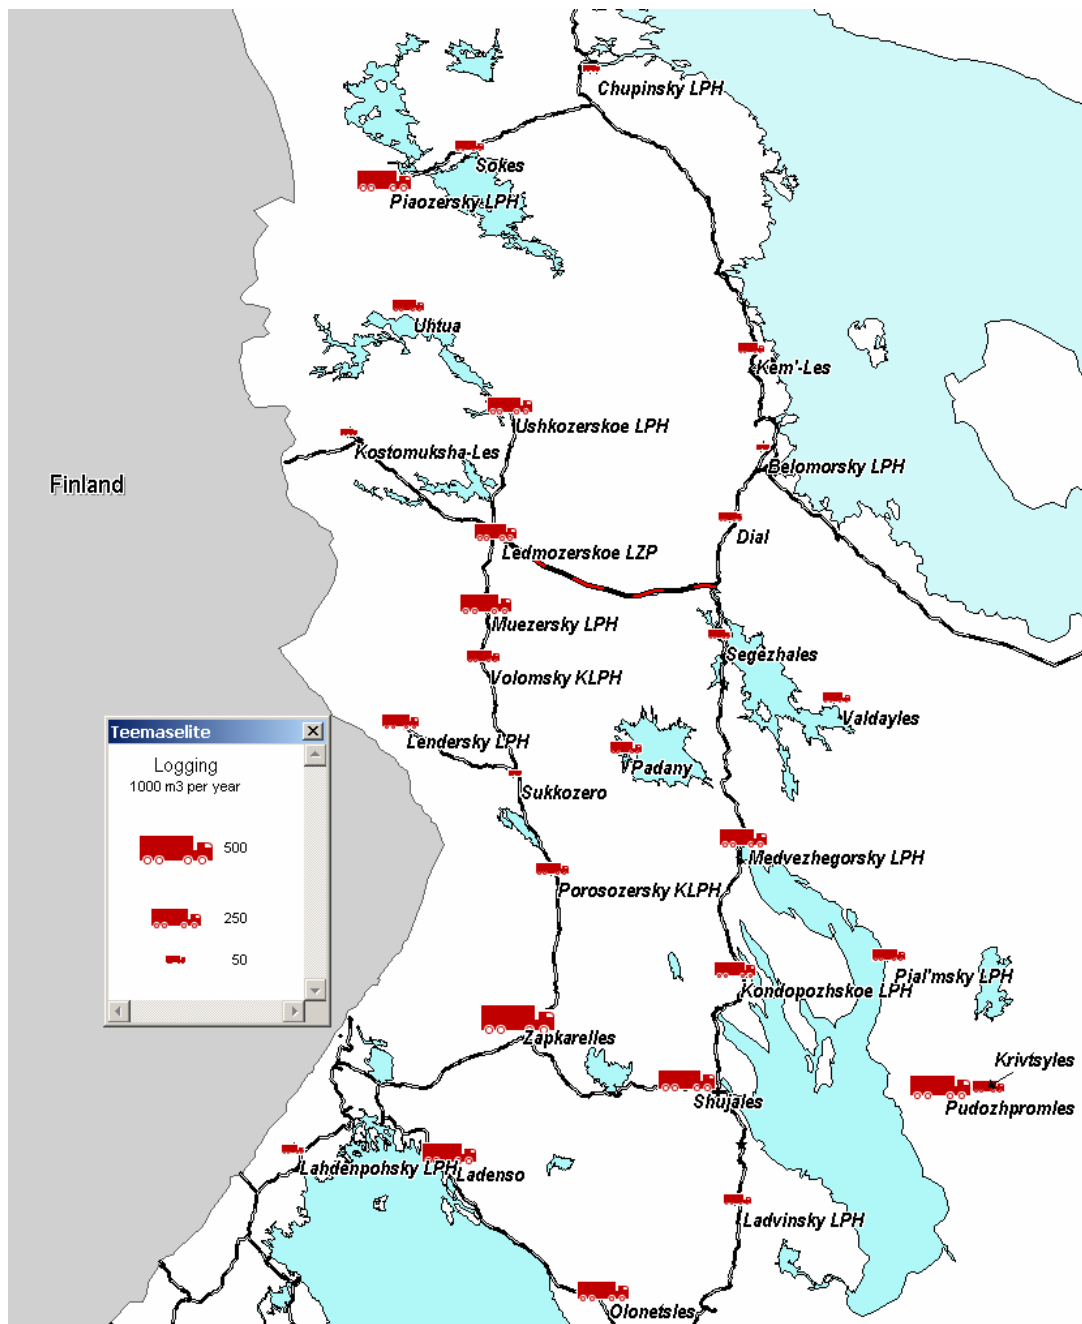 Chupinsky LPH
Sokes
Piaozersky LPH
Uhtua
Kem'-Les
Ushkozerskoe LPH
Kostomuksha-Les
Belomorsky LPH
Finland
Dial
Ledmozerskoe LZP
Muezersky LPH
Segezhales
Volomsky KLPH
Valdayles
Lendersky LPH
Padany
Sukkozero
Teemaselite
Logging
1000 m3 per year
500
250
50
Medvezhegorsky LPH
Porosozersky KLPH
Pjal'msky LPH
Kondopozhskoe LPH
Zapkarelles
Krivtsyles
Shujales
Pudozhpromles
Lahdenpohsky LPH
Ladenso
Ladvinsky LPH
Olonetsles